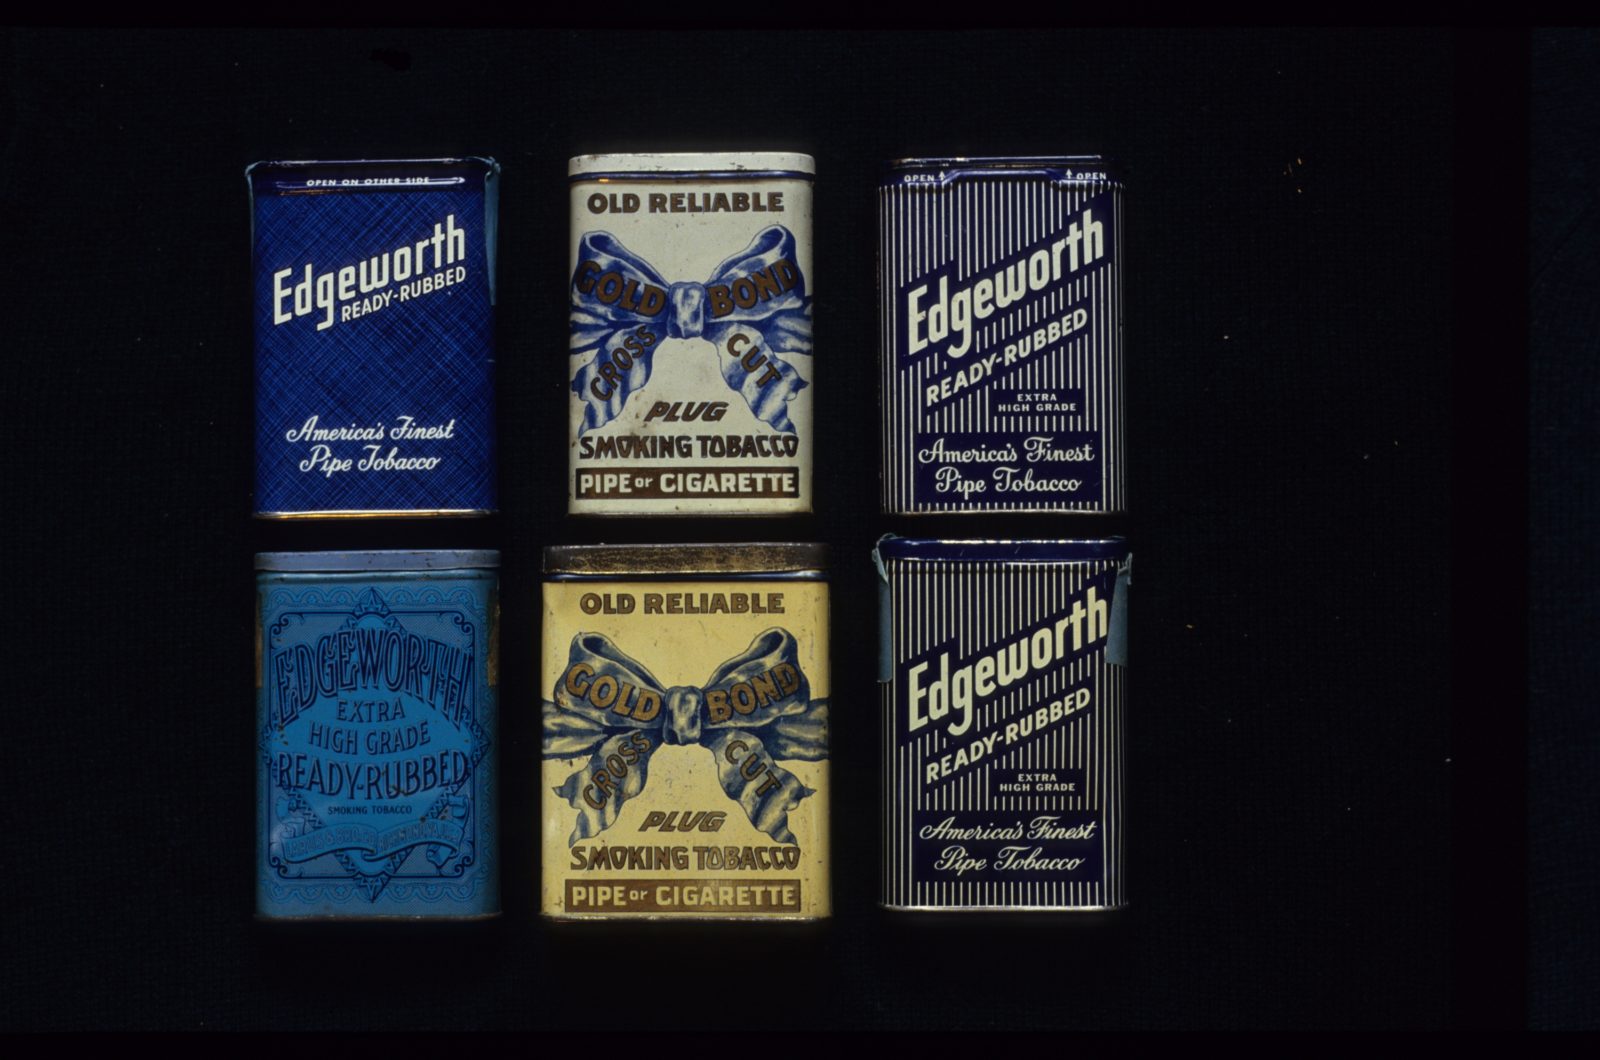 OPEN ON OTHER SIDE
Edgeworth
READY-RUBBED
America's Finest
Pipe Tobacco
OLD RELIABLE
GOLD BOND
CROSS CUT
PLUG
SMOKING TOBACCO
PIPE or CIGARETTE
OPEN OPEN
Edgeworth
READY-RUBBED
EXTRA
HIGH GRADE
America's Finest
Pipe Tobacco
EDGEWORTH
EXTRA
HIGH GRADE
READY-RUBBED
SMOKING TOBACCO
OLD RELIABLE
GOLD BOND
CROSS CUT
PLUG
SMOKING TOBACCO
PIPE or CIGARETTE
Edgeworth
READY-RUBBED
EXTRA
HIGH GRADE
America's Finest
Pipe Tobacco